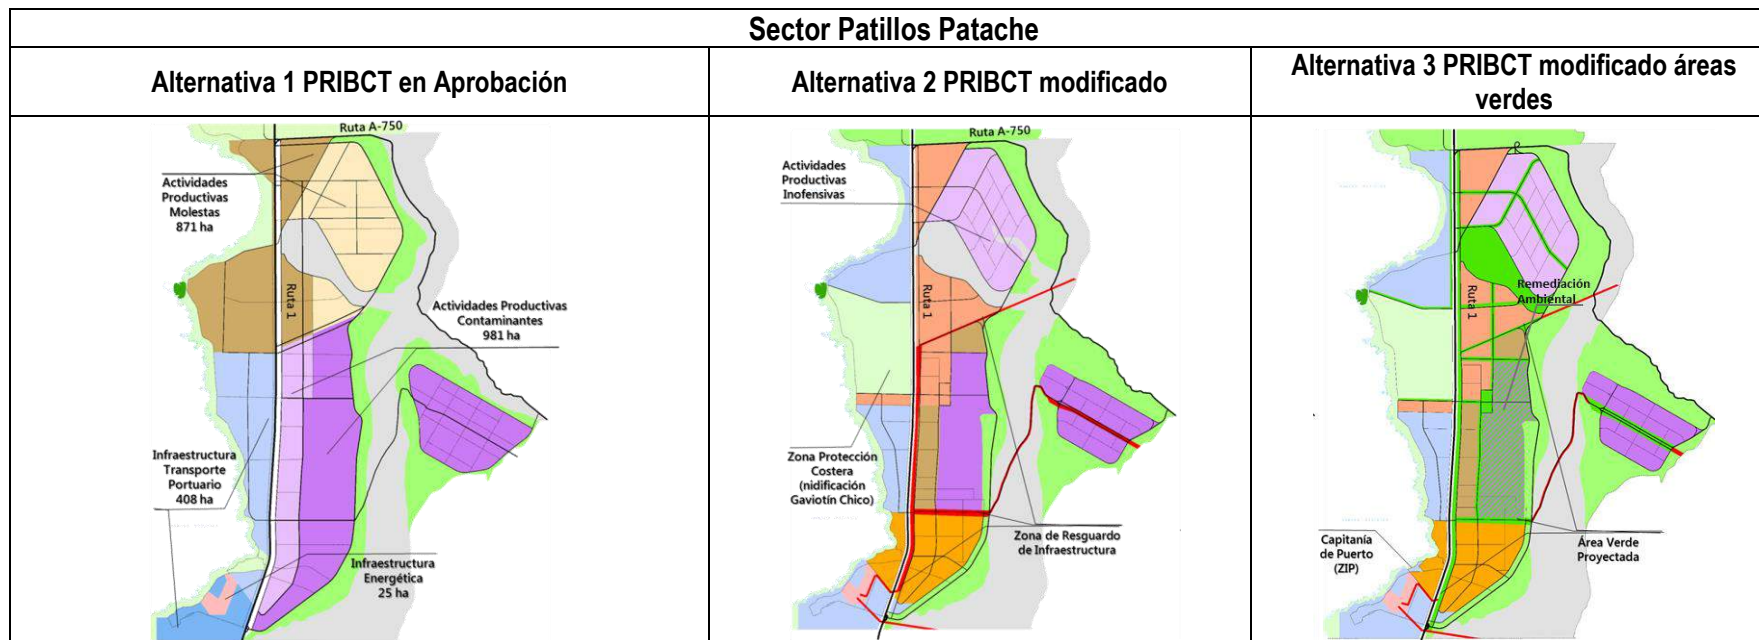 Sector Patillos Patache
Alternativa 1 PRIBCT en Aprobación
Alternativa 2 PRIBCT modificado
Alternativa 3 PRIBCT modificado áreas
verdes
Ruta A-750
Actividades
Productivas
Molestas
871 ha
Ruta 1
Actividades Productivas
Contaminantes
981 ha
Infraestructura
Transporte
Portuario
408 ha
Infraestructura
Energética
25 ha
Ruta A-750
Actividades
Productivas
Inofensivas
Ruta 1
Zona Protección
Costera
(nidificación
Gaviotín Chico)
Zona de Resguardo
de Infraestructura
Remediación
Ambiental
Ruta 1
Capitanía
de Puerto
(ZIP)
Área Verde
Proyectada